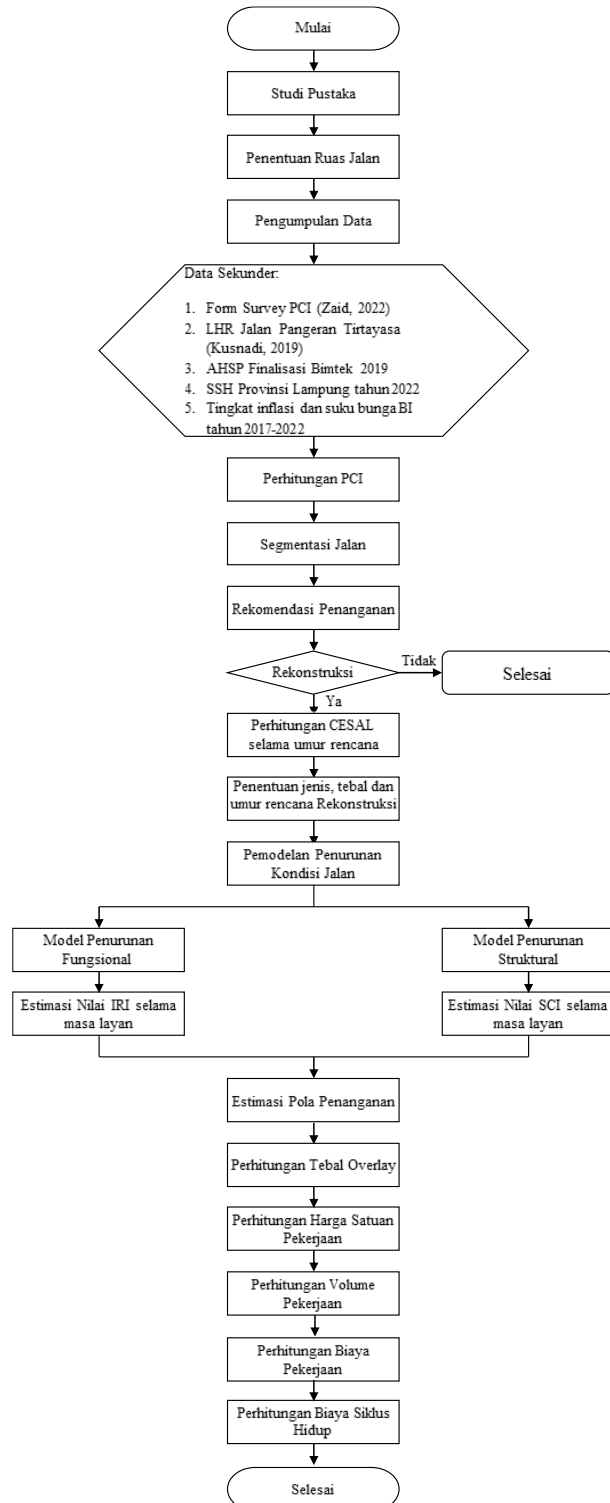 Mulai
Studi Pustaka
Penentuan Ruas Jalan
Pengumpulan Data
Data Sekunder:
1. Form Survey PCI (Zaid, 2022)
2. LHR Jalan Pangeran Tirtayasa
(Kusnadi, 2019)
3. AHSP Finalisasi Bimtek 2019
4. SSH Provinsi Lampung tahun 2022
5. Tingkat inflasi dan suku bunga BI
tahun 2017-2022
Perhitungan PCI
Segmentasi Jalan
Rekomendasi Penanganan
Rekonstruksi
Tidak
Selesai
Ya
Perhitungan CESAL
selama umur rencana
Penentuan jenis, tebal dan
umur rencana Rekonstruksi
Pemodelan Penurunan
Kondisi Jalan
Model Penurunan
Fungsional
Model Penurunan
Struktural
Estimasi Nilai IRI selama
masa layan
Estimasi Nilai SCI selama
masa layan
Estimasi Pola Penanganan
Perhitungan Tebal Overlay
Perhitungan Harga Satuan
Pekerjaan
Perhitungan Volume
Pekerjaan
Perhitungan Biaya
Pekerjaan
Perhitungan Biaya Siklus
Hidup
Selesai